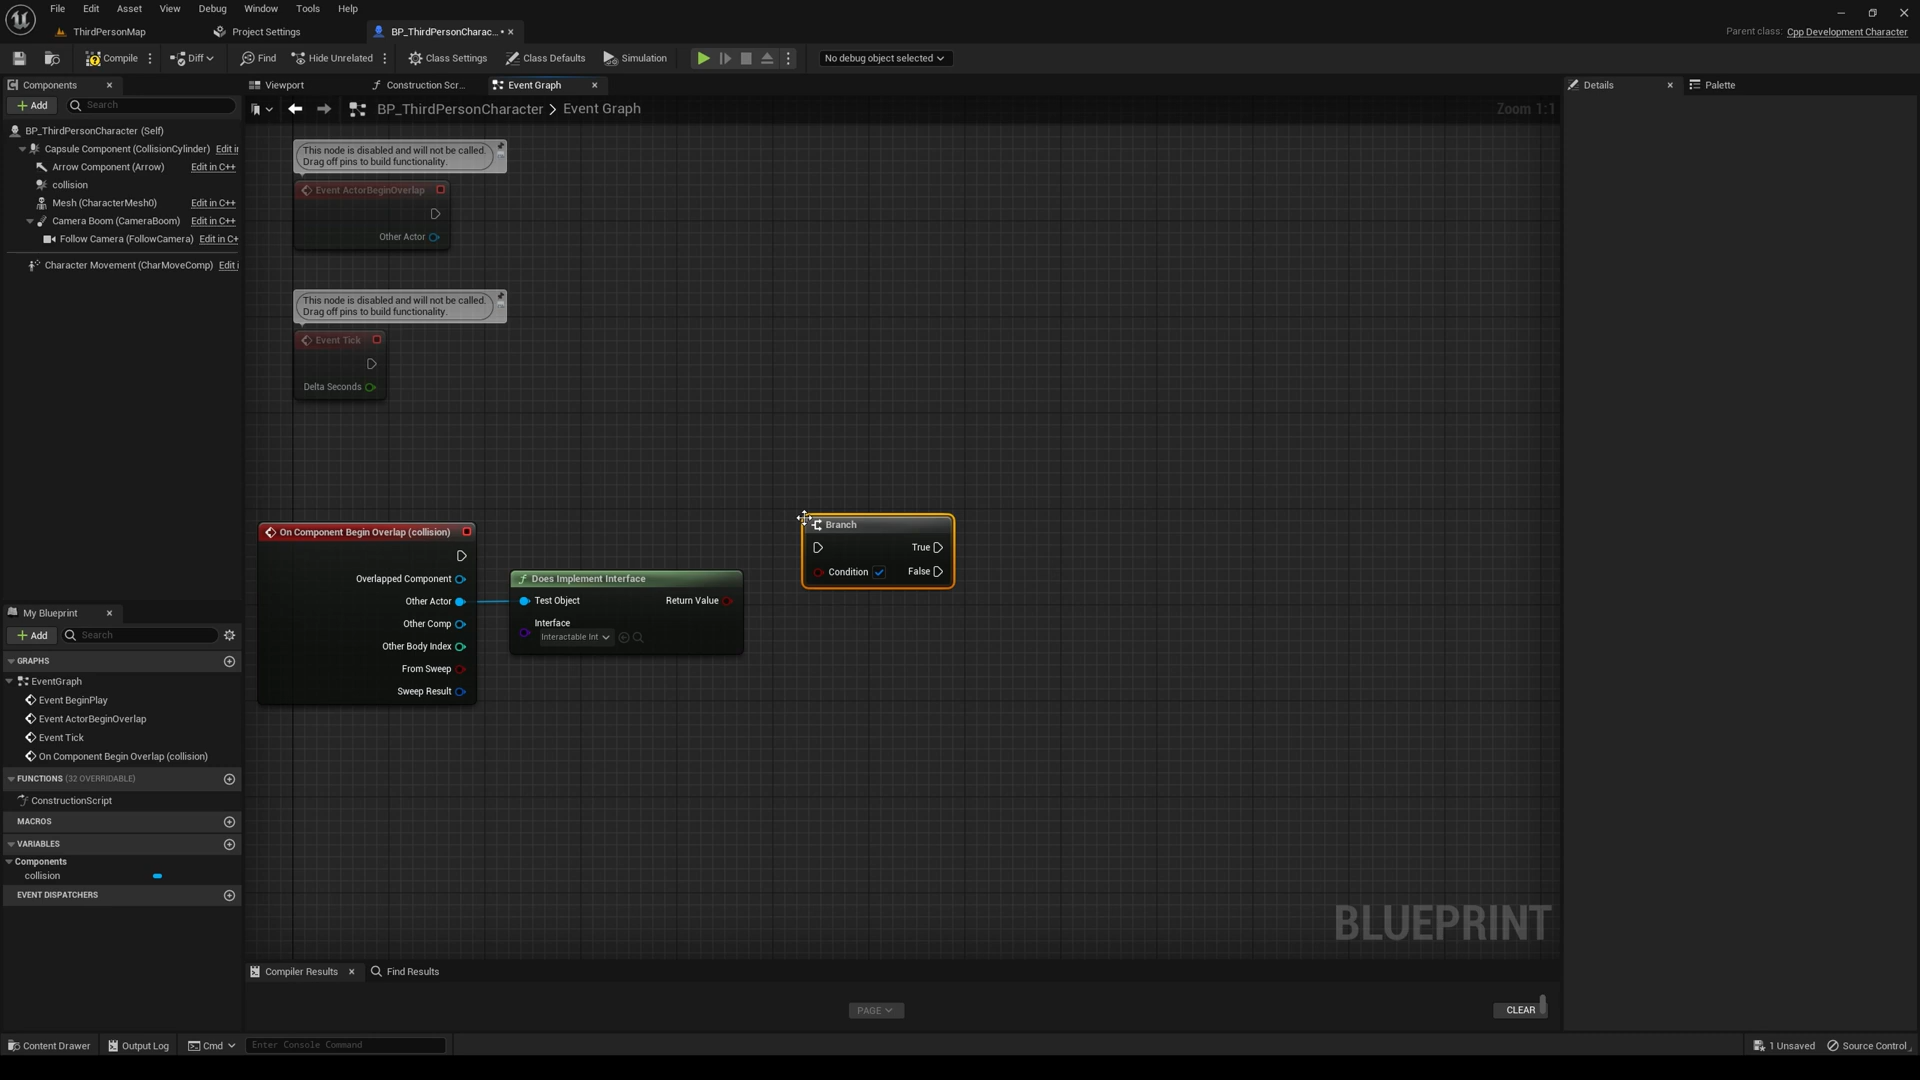 File Edit Asset View Debug Window Tools Help
ThirdPersonMap Project Settings BP_ThirdPersonCharac... •
Parent class: Cpp Development Character
Compile Diff Find Hide Unrelated Class Settings Class Defaults Simulation No debug object selected
Components
Add Search
BP_ThirdPersonCharacter (Self)
Capsule Component (CollisionCylinder) Edit in
Arrow Component (Arrow) Edit in C++
collision
Mesh (CharacterMesh0) Edit in C++
Camera Boom (CameraBoom) Edit in C++
Follow Camera (FollowCamera) Edit in C+
Character Movement (CharMoveComp) Edit i
Viewport Construction Scr... Event Graph
BP_ThirdPersonCharacter > Event Graph
Zoom 1:1
This node is disabled and will not be called.
Drag off pins to build functionality.
Event ActorBeginOverlap
Other Actor
This node is disabled and will not be called.
Drag off pins to build functionality.
Event Tick
Delta Seconds
On Component Begin Overlap (collision)
Overlapped Component
Other Actor
Other Comp
Other Body Index
From Sweep
Sweep Result
Does Implement Interface
Test Object Return Value
Interface
Interactable Int
Branch
True
Condition False
BLUEPRINT
Details Palette
My Blueprint
Add Search
GRAPHS
EventGraph
Event BeginPlay
Event ActorBeginOverlap
Event Tick
On Component Begin Overlap (collision)
FUNCTIONS (32 OVERRIDABLE)
ConstructionScript
MACROS
VARIABLES
Components
collision
EVENT DISPATCHERS
Compiler Results Find Results
PAGE
CLEAR
Content Drawer Output Log Cmd Enter Console Command
1 Unsaved Source Control